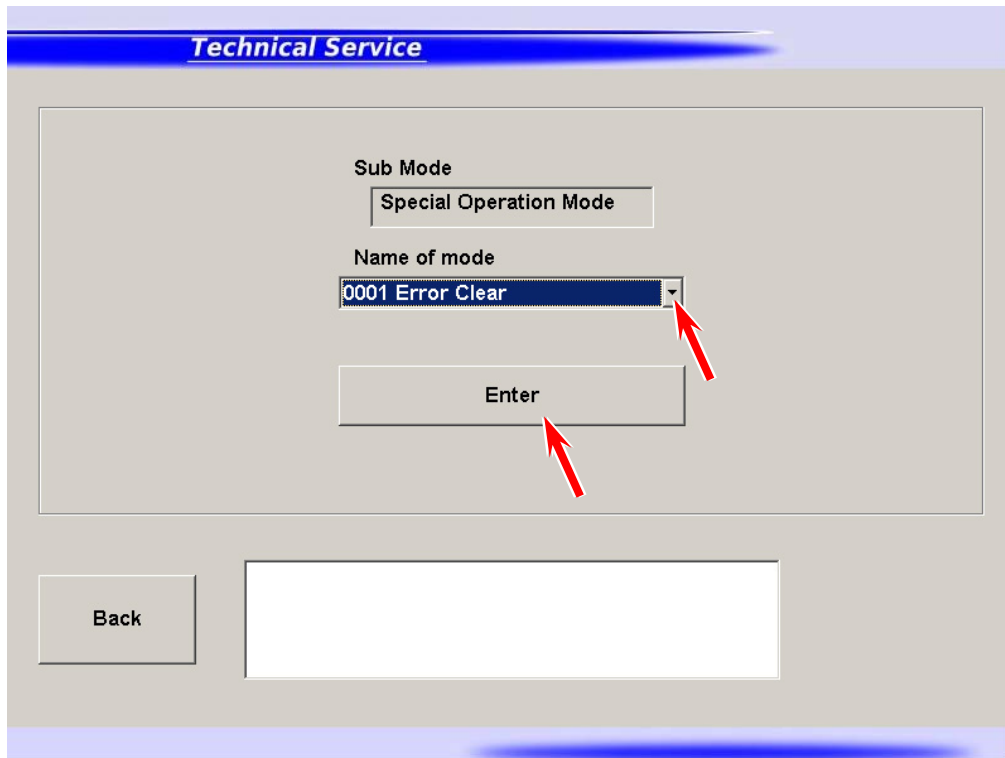 Technical Service
Sub Mode
Special Operation Mode
Name of mode
0001 Error Clear
Enter
Back